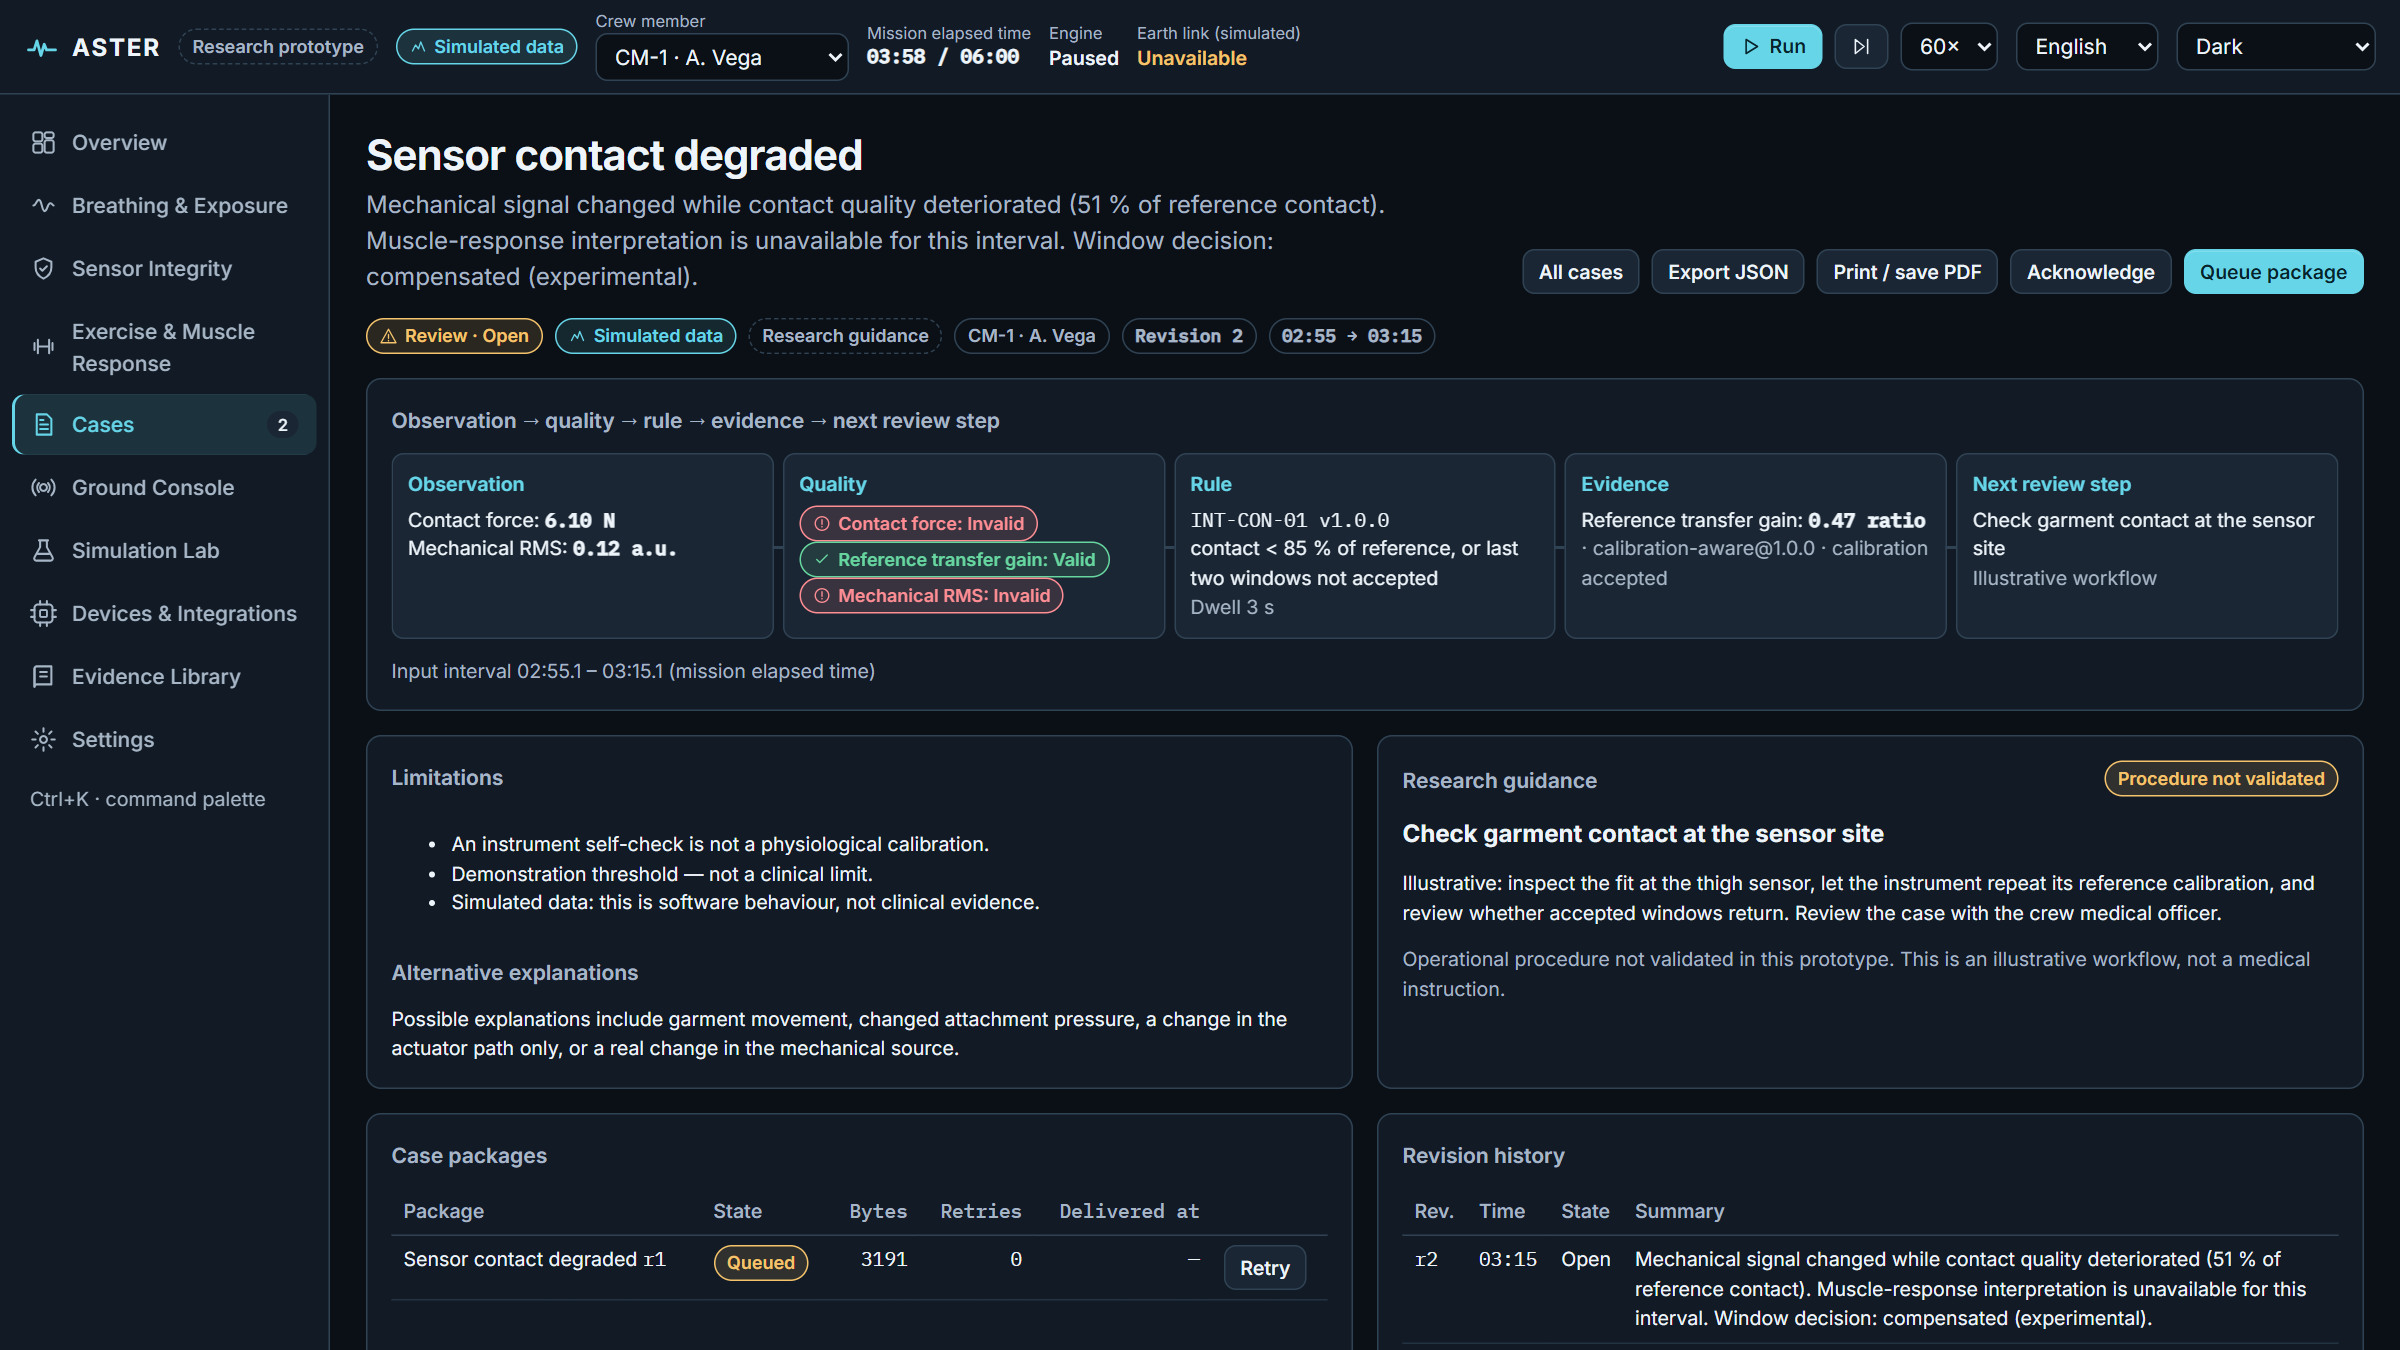 ASTER
Research prototype
Simulated data
Crew member
CM-1 · A. Vega
Mission elapsed time
03:58 / 06:00
Engine
Paused
Earth link (simulated)
Unavailable
Run
60×
English
Dark
Overview
Breathing & Exposure
Sensor Integrity
Exercise & Muscle
Response
Cases
2
Ground Console
Simulation Lab
Devices & Integrations
Evidence Library
Settings
Ctrl+K · command palette
Sensor contact degraded
Mechanical signal changed while contact quality deteriorated (51 % of reference contact).
Muscle-response interpretation is unavailable for this interval. Window decision:
compensated (experimental).
All cases
Export JSON
Print / save PDF
Acknowledge
Queue package
Review · Open
Simulated data
Research guidance
CM-1 · A. Vega
Revision 2
02:55 → 03:15
Observation → quality → rule → evidence → next review step
Observation
Contact force: 6.10 N
Mechanical RMS: 0.12 a.u.
Quality
Contact force: Invalid
Reference transfer gain: Valid
Mechanical RMS: Invalid
Rule
INT-CON-01 v1.0.0
contact < 85 % of reference, or last
two windows not accepted
Dwell 3 s
Evidence
Reference transfer gain: 0.47 ratio
· calibration-aware@1.0.0 · calibration
accepted
Next review step
Check garment contact at the sensor
site
Illustrative workflow
Input interval 02:55.1 – 03:15.1 (mission elapsed time)
Limitations
• An instrument self-check is not a physiological calibration.
• Demonstration threshold — not a clinical limit.
• Simulated data: this is software behaviour, not clinical evidence.
Alternative explanations
Possible explanations include garment movement, changed attachment pressure, a change in the
actuator path only, or a real change in the mechanical source.
Research guidance
Procedure not validated
Check garment contact at the sensor site
Illustrative: inspect the fit at the thigh sensor, let the instrument repeat its reference calibration, and
review whether accepted windows return. Review the case with the crew medical officer.
Operational procedure not validated in this prototype. This is an illustrative workflow, not a medical
instruction.
Case packages
Package State Bytes Retries Delivered at
Sensor contact degraded r1 Queued 3191 0 — Retry
Revision history
Rev. Time State Summary
r2 03:15 Open Mechanical signal changed while contact quality deteriorated (51 % of
reference contact). Muscle-response interpretation is unavailable for this
interval. Window decision: compensated (experimental).